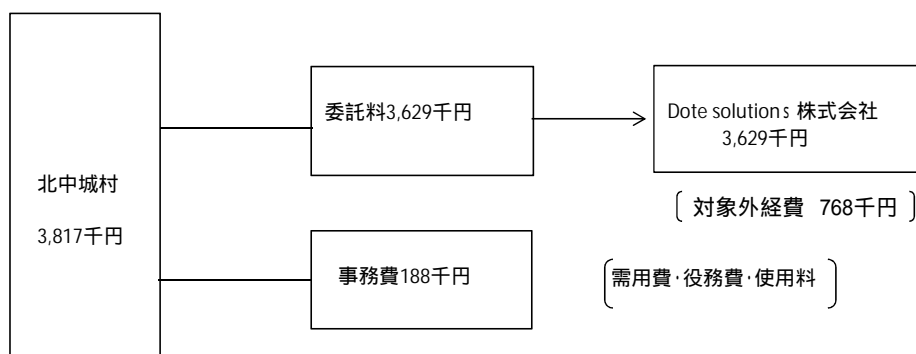 北中城村
3,817千円
委託料3,629千円
Dote solutions 株式会社
3,629千円
〔 対象外経費 768千円 〕
事務費188千円
需用費･役務費･使用料